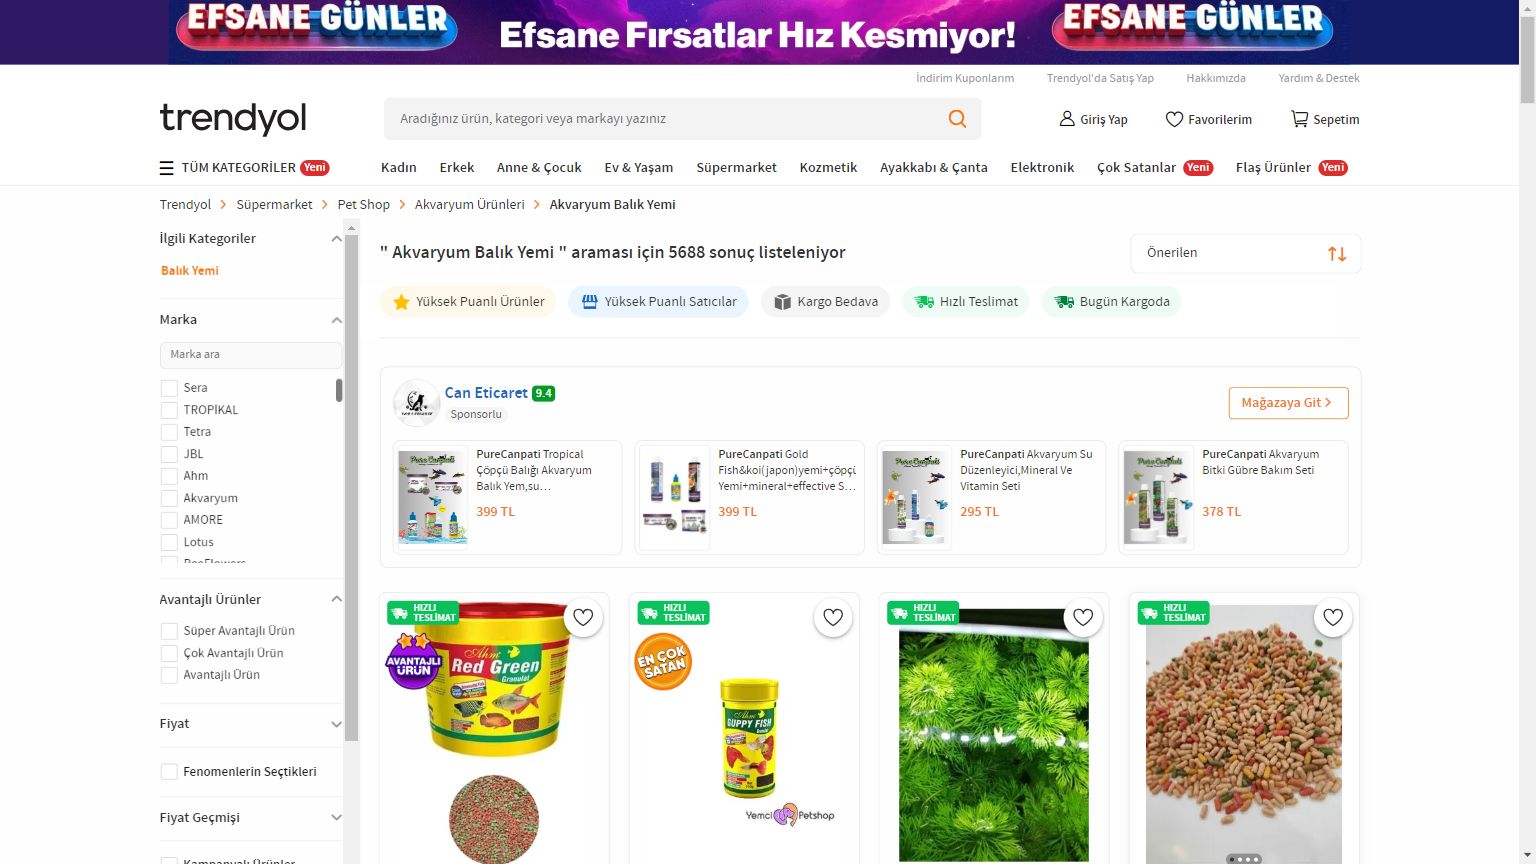 EFSANE GÜNLER
Efsane Fırsatlar Hız Kesmiyor!
EFSANE GÜNLER
İndirim Kuponlarım
Trendyol'da Satış Yap
Hakkımızda
Yardım & Destek
trendyol
Aradığınız ürün, kategori veya markayı yazınız
Giriş Yap
Favorilerim
Sepetim
TÜM KATEGORİLER Yeni
Kadın
Erkek
Anne & Çocuk
Ev & Yaşam
Süpermarket
Kozmetik
Ayakkabı & Çanta
Elektronik
Çok Satanlar Yeni
Flaş Ürünler Yeni
Trendyol
Süpermarket
Pet Shop
Akvaryum Ürünleri
Akvaryum Balık Yemi
İlgili Kategoriler
Balık Yemi
Marka
Marka ara
Sera
TROPİKAL
Tetra
JBL
Ahm
Akvaryum
AMORE
Lotus
BeeFlowers
Avantajlı Ürünler
Süper Avantajlı Ürün
Çok Avantajlı Ürün
Avantajlı Ürün
Fiyat
Fenomenlerin Seçtikleri
Fiyat Geçmişi
Kampanyalı Ürünler
" Akvaryum Balık Yemi " araması için 5688 sonuç listeleniyor
Önerilen
Yüksek Puanlı Ürünler
Yüksek Puanlı Satıcılar
Kargo Bedava
Hızlı Teslimat
Bugün Kargoda
Can Eticaret 9.4
Sponsorlu
Mağazaya Git
PureCanpati Tropical
Çöpçü Balığı Akvaryum
Balık Yem,su…
399 TL
PureCanpati Gold
Fish&koi(japon)yemi+çöpçü
Yemi+mineral+effective S…
399 TL
PureCanpati Akvaryum Su
Düzenleyici,Mineral Ve
Vitamin Seti
295 TL
PureCanpati Akvaryum
Bitki Gübre Bakım Seti
378 TL
HIZLI
TESLİMAT
AVANTAJLI
ÜRÜN
Ahm
Red Green
Granulat
HIZLI
TESLİMAT
EN ÇOK
SATAN
Ahm
GUPPY FISH
Yemci Petshop
HIZLI
TESLİMAT
HIZLI
TESLİMAT